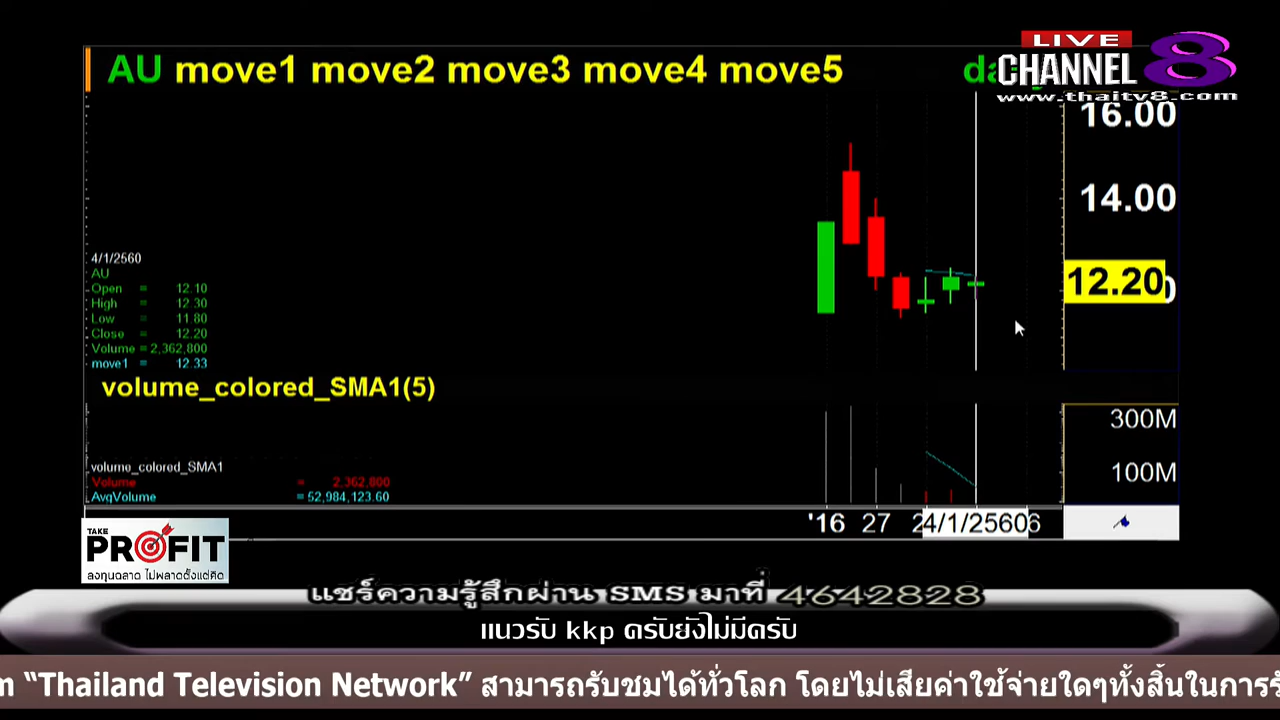 LIVE
CHANNEL 8
www.thaitv8.com
AU move1 move2 move3 move4 move5
16.00
14.00
12.20
4/1/2560
AU
Open = 12.10
High = 12.30
Low = 11.80
Close = 12.20
Volume = 2,362,800
move1 = 12.33
volume_colored_SMA1(5)
300M
100M
volume_colored_SMA1
Volume = 2,362,800
AvgVolume = 52,984,123.60
'16 27 4/1/2560
TAKE
PROFIT
ลงทุนฉลาด ไม่พลาดตั้งแต่คิด
แชร์ความรู้สึกผ่าน SMS มาที่ 4642828
แนวรับ kkp ครับยังไม่มีครับ
“Thailand Television Network” สามารถรับชมได้ทั่วโลก โดยไม่เสียค่าใช้จ่ายใดๆทั้งสิ้นในการ